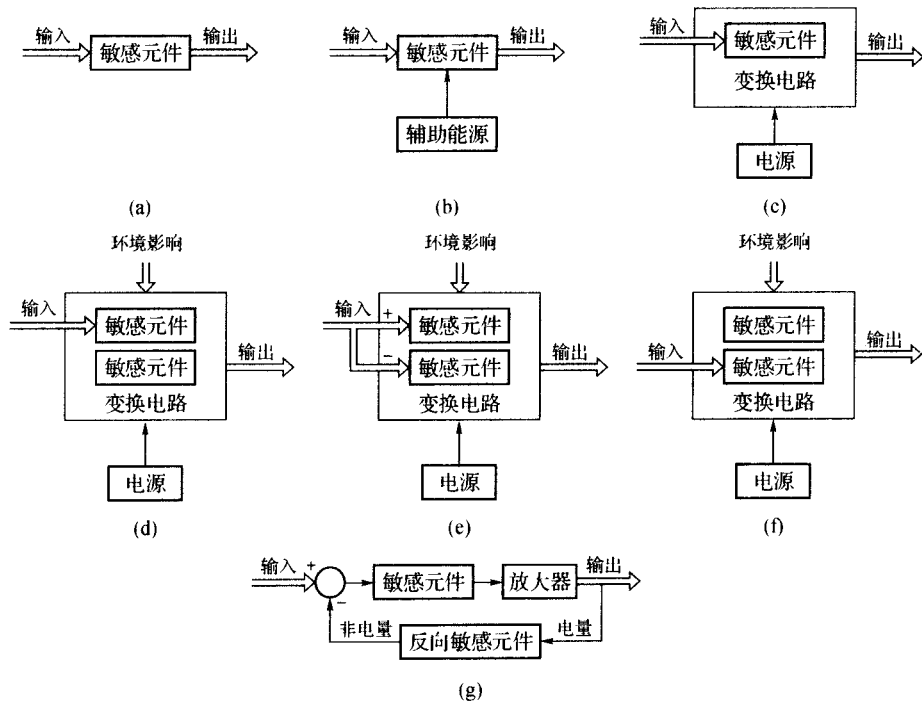 输入
敏感元件
输出
(a)
输入
敏感元件
输出
辅助能源
(b)
输入
敏感元件
变换电路
输出
电源
(c)
环境影响
输入
敏感元件
敏感元件
变换电路
输出
电源
(d)
环境影响
输入
+
敏感元件
−
敏感元件
变换电路
输出
电源
(e)
环境影响
敏感元件
输入
敏感元件
变换电路
输出
电源
(f)
输入
+
−
敏感元件
放大器
输出
非电量
反向敏感元件
电量
(g)